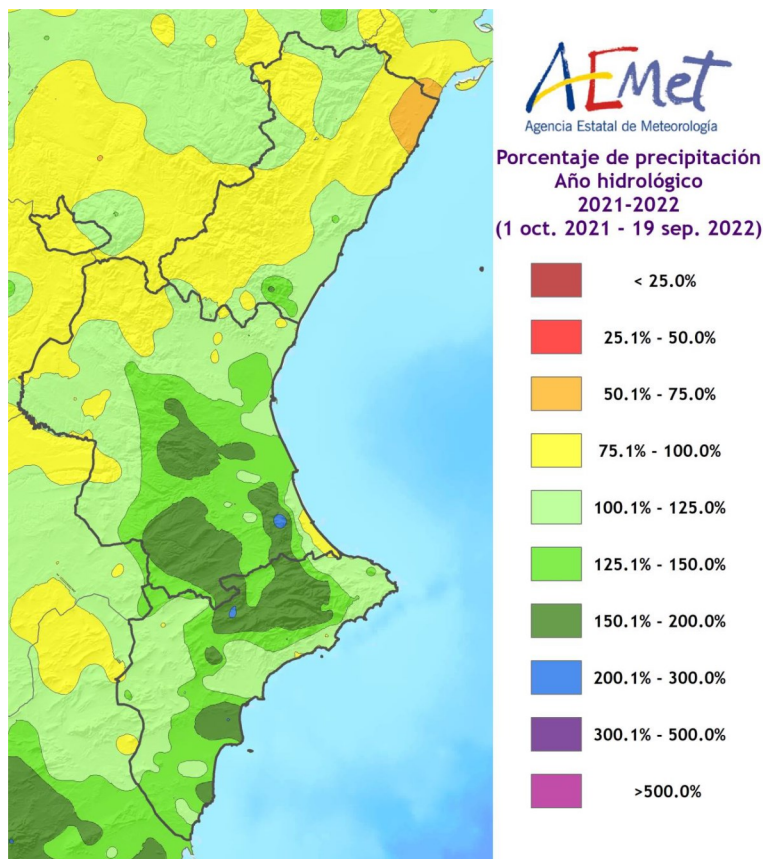 AEMet
Agencia Estatal de Meteorología
Porcentaje de precipitación
Año hidrológico
2021-2022
(1 oct. 2021 - 19 sep. 2022)
< 25.0%
25.1% - 50.0%
50.1% - 75.0%
75.1% - 100.0%
100.1% - 125.0%
125.1% - 150.0%
150.1% - 200.0%
200.1% - 300.0%
300.1% - 500.0%
>500.0%